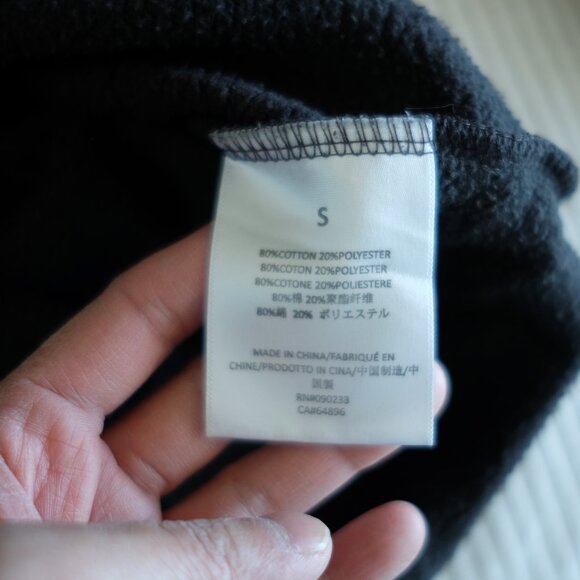 S
80%COTTON 20%POLYESTER
80%COTON 20%POLYESTER
80%COTONE 20%POLIESTERE
80%棉 20%聚酯纤维
80%綿 20% ポリエステル
MADE IN CHINA/FABRIQUÉ EN
CHINE/PRODOTTO IN CINA/中国制造/中
国製
RN#090233
CA#64896